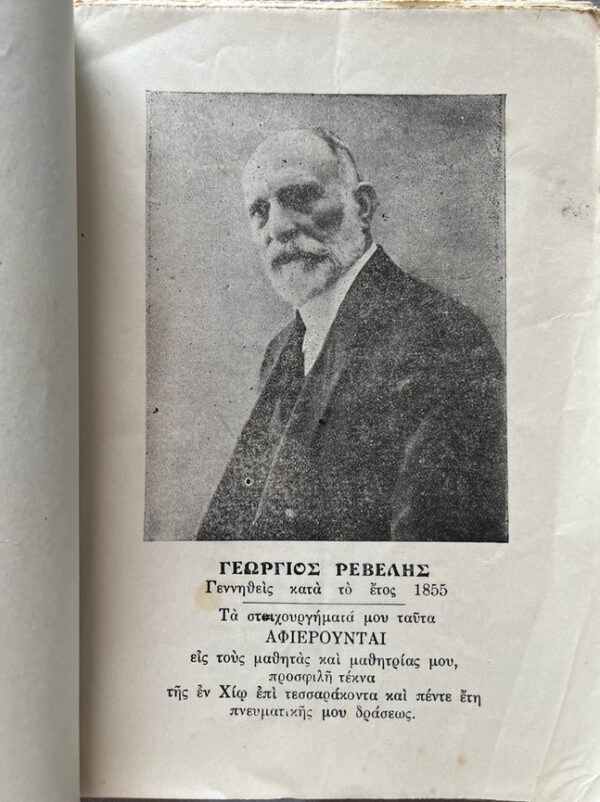 ΓΕΩΡΓΙΟΣ ΡΕΒΕΛΗΣ
Γεννηθεὶς κατὰ τὸ ἔτος 1855
Τὰ στιχουργήματά μου ταῦτα
ΑΦΙΕΡΟΥΝΤΑΙ
εἰς τοὺς μαθητὰς καὶ μαθητρίας μου,
προσφιλῆ τέκνα
τῆς ἐν Χίῳ ἐπὶ τεσσαράκοντα καὶ πέντε ἔτη
πνευματικῆς μου δράσεως.